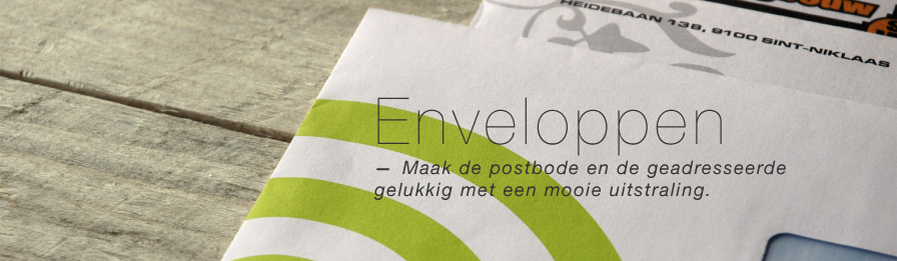 HEIDEBAAN 138, 9100 SINT-NIKLAAS
Enveloppen
– Maak de postbode en de geadresseerde
gelukkig met een mooie uitstraling.